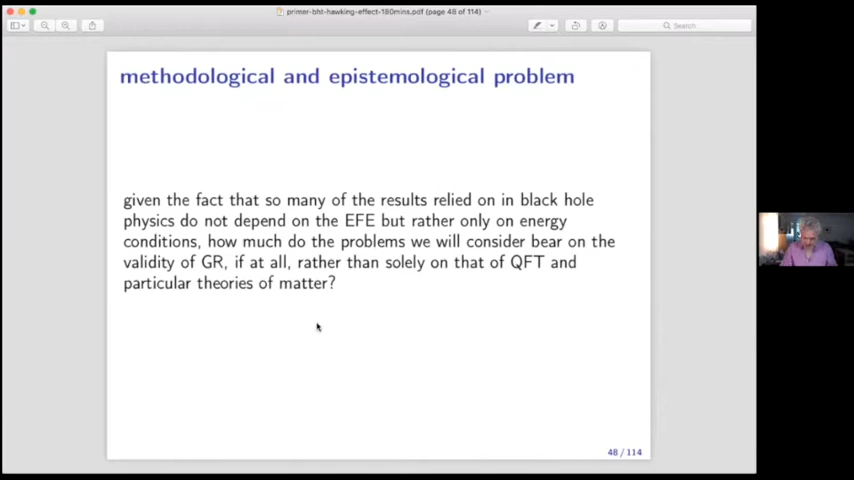 primer-bht-hawking-effect-180mins.pdf (page 48 of 114)
Search
methodological and epistemological problem
given the fact that so many of the results relied on in black hole
physics do not depend on the EFE but rather only on energy
conditions, how much do the problems we will consider bear on the
validity of GR, if at all, rather than solely on that of QFT and
particular theories of matter?
48 / 114